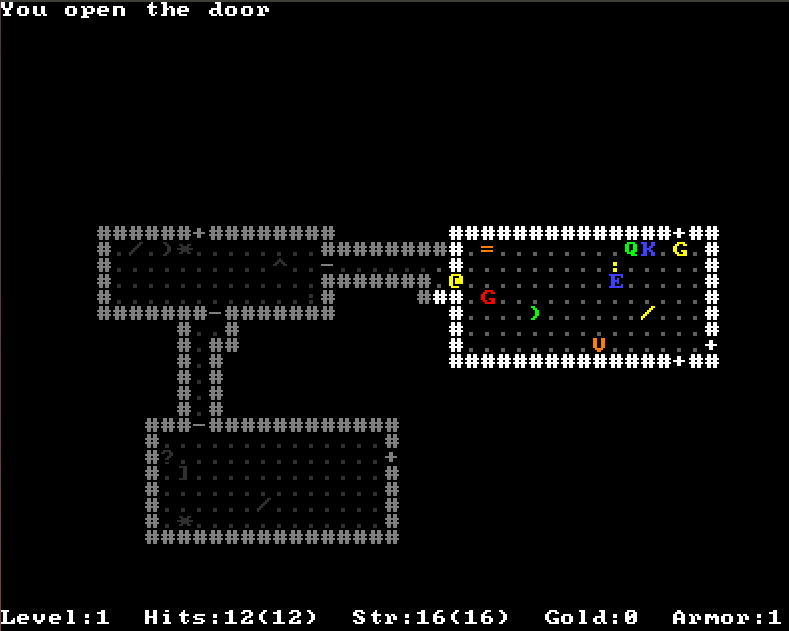 You open the door
Level:1 Hits:12(12) Str:16(16) Gold:0 Armor:1